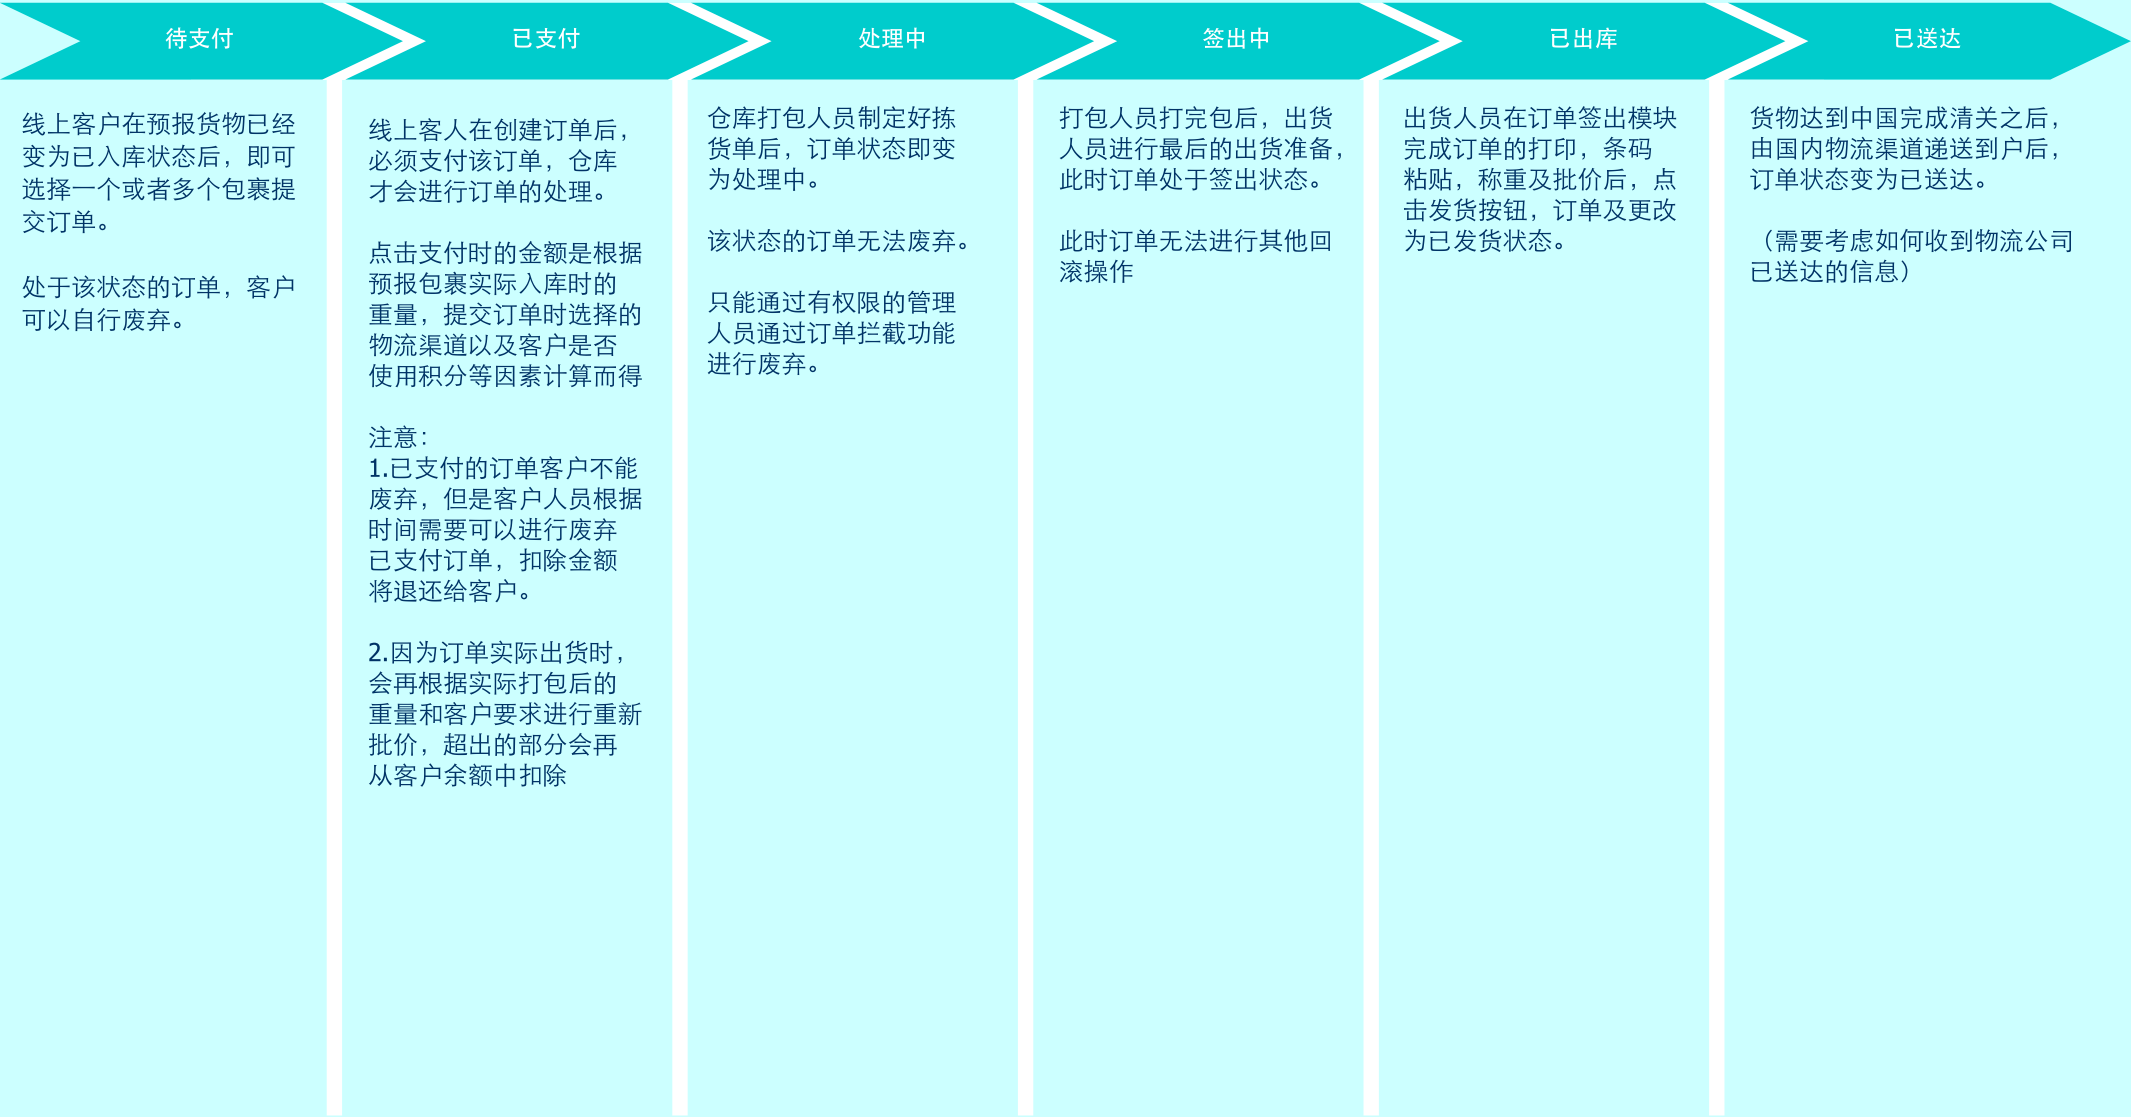 待支付
已支付
处理中
签出中
已出库
已送达
线上客户在预报货物已经
变为已入库状态后，即可
选择一个或者多个包裹提
交订单。
处于该状态的订单，客户
可以自行废弃。
线上客人在创建订单后，
必须支付该订单，仓库
才会进行订单的处理。
点击支付时的金额是根据
预报包裹实际入库时的
重量，提交订单时选择的
物流渠道以及客户是否
使用积分等因素计算而得
注意：
1.已支付的订单客户不能
废弃，但是客户人员根据
时间需要可以进行废弃
已支付订单，扣除金额
将退还给客户。
2.因为订单实际出货时，
会再根据实际打包后的
重量和客户要求进行重新
批价，超出的部分会再
从客户余额中扣除
仓库打包人员制定好拣
货单后，订单状态即变
为处理中。
该状态的订单无法废弃。
只能通过有权限的管理
人员通过订单拦截功能
进行废弃。
打包人员打完包后，出货
人员进行最后的出货准备，
此时订单处于签出状态。
此时订单无法进行其他回
滚操作
出货人员在订单签出模块
完成订单的打印，条码
粘贴，称重及批价后，点
击发货按钮，订单及更改
为已发货状态。
货物达到中国完成清关之后，
由国内物流渠道递送到户后，
订单状态变为已送达。
（需要考虑如何收到物流公司
已送达的信息）